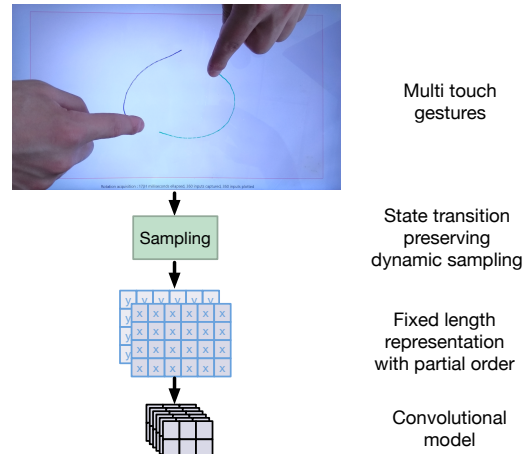 Multi touch
gestures
Sampling
State transition
preserving
dynamic sampling
y y y y y y
x x x x x x
y
x x x x x x
y
x x x x x x
y
x x x x x x
Fixed length
representation
with partial order
Convolutional
model